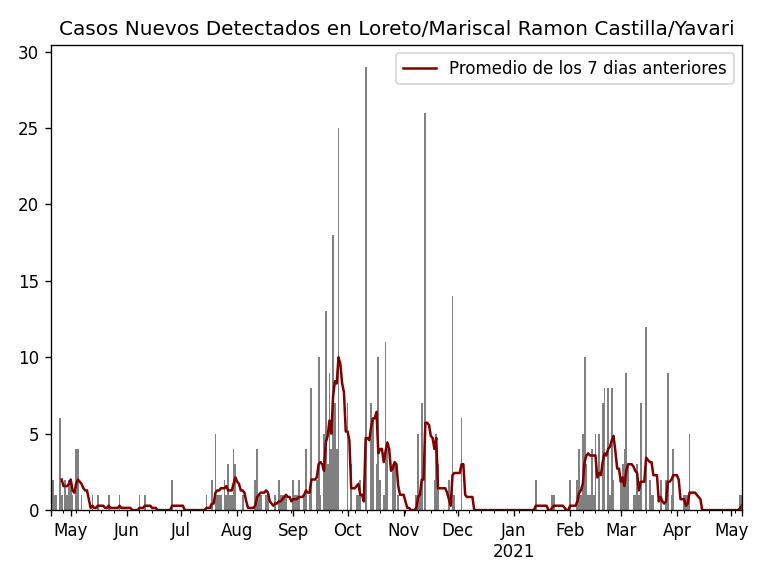 Casos Nuevos Detectados en Loreto/Mariscal Ramon Castilla/Yavari
Promedio de los 7 dias anteriores
30
25
20
15
10
5
0
May Jun Jul Aug Sep Oct Nov Dec Jan Feb Mar Apr May
2021